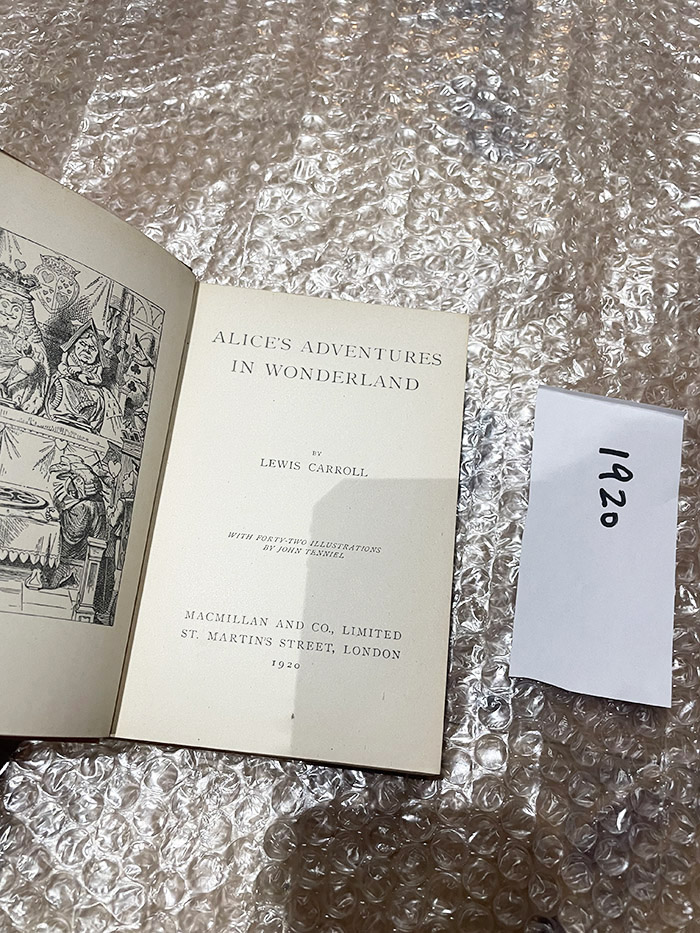 ALICE'S ADVENTURES
IN WONDERLAND
BY
LEWIS CARROLL
WITH FORTY-TWO ILLUSTRATIONS
BY JOHN TENNIEL
MACMILLAN AND CO., LIMITED
ST. MARTIN'S STREET, LONDON
1920
1920